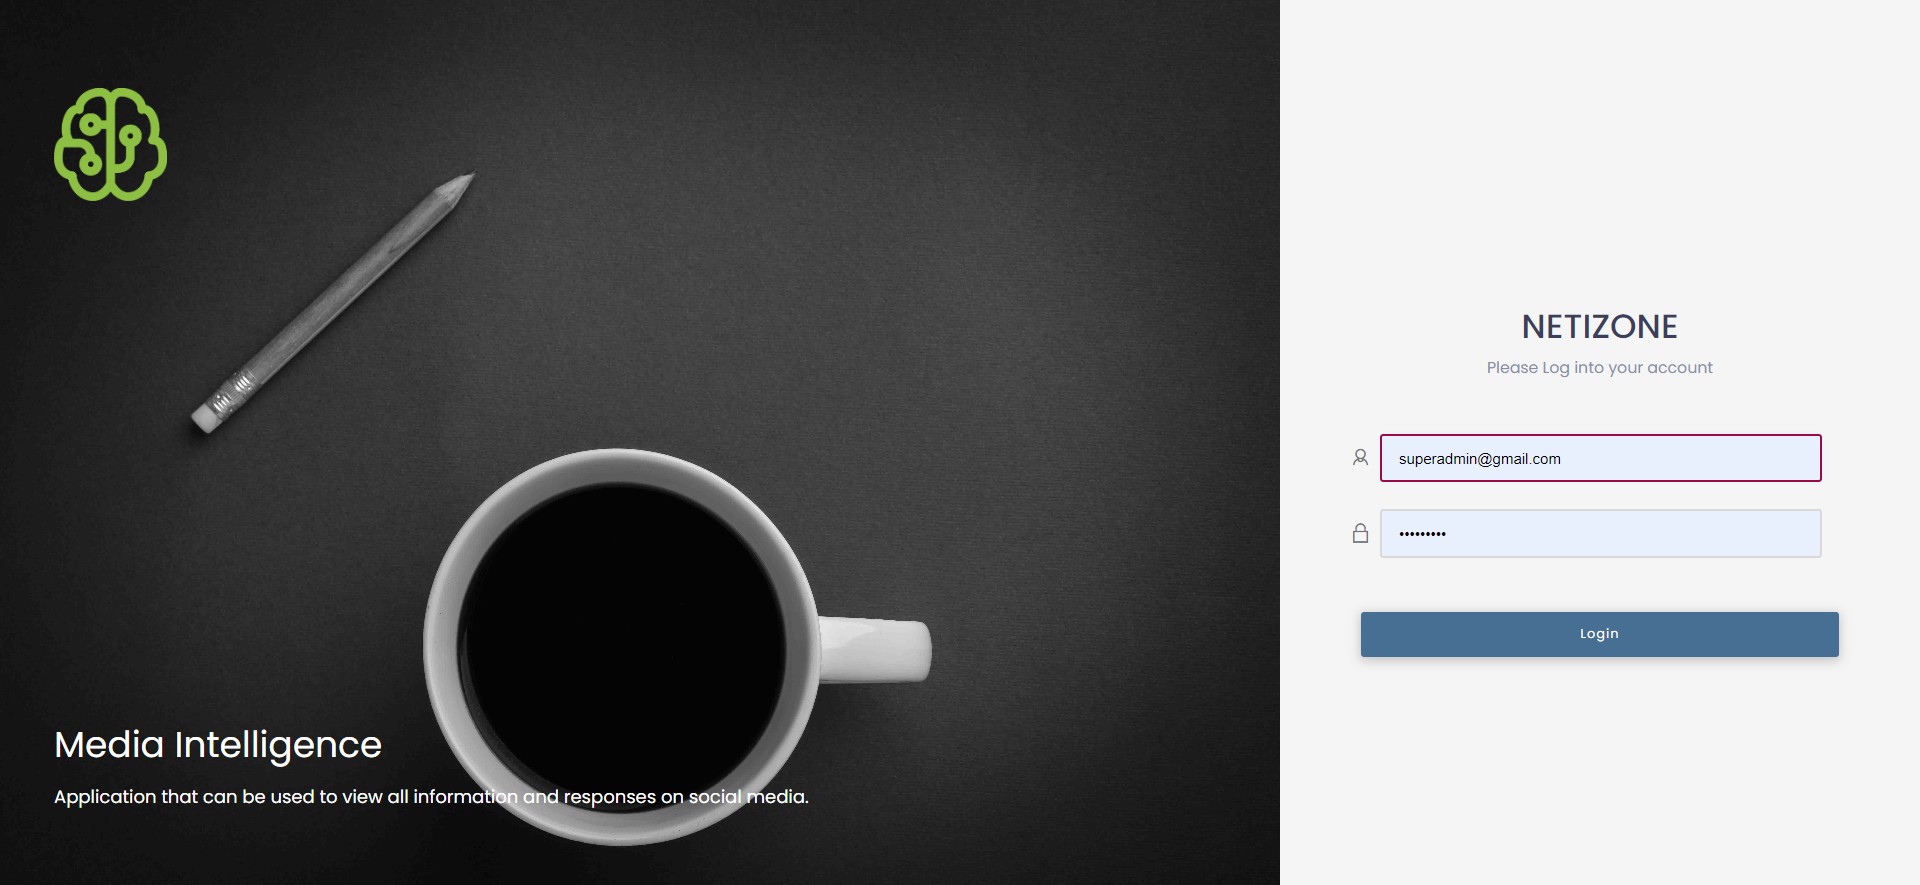 Media Intelligence
Application that can be used to view all information and responses on social media.
NETIZONE
Please Log into your account
superadmin@gmail.com
•••••••••
Login